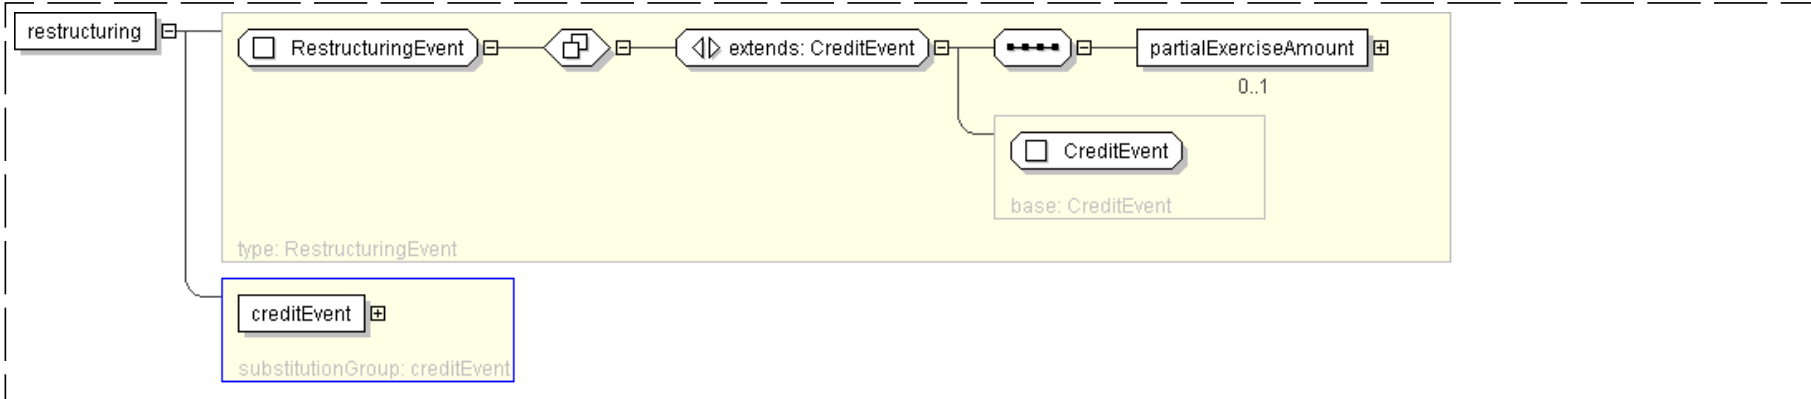 restructuring
RestructuringEvent
extends: CreditEvent
partialExerciseAmount
0..1
CreditEvent
base: CreditEvent
type: RestructuringEvent
creditEvent
substitutionGroup: creditEvent